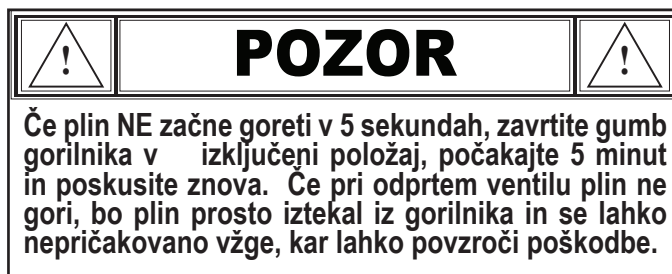 ! POZOR !
Če plin NE začne goreti v 5 sekundah, zavrtite gumb
gorilnika v izključeni položaj, počakajte 5 minut
in poskusite znova. Če pri odprtem ventilu plin ne
gori, bo plin prosto iztekal iz gorilnika in se lahko
nepričakovano vžge, kar lahko povzroči poškodbe.